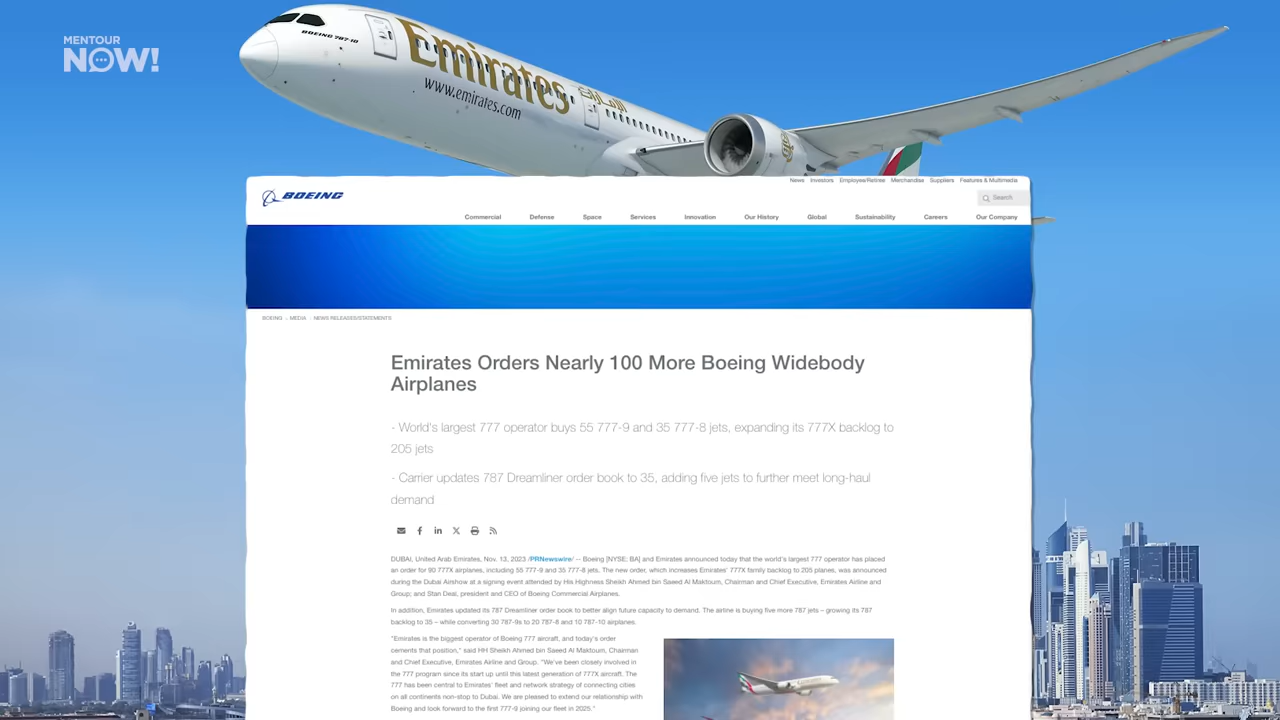 MENTOUR
NOW!
BOEING 787-10
Emirates
www.emirates.com
BOEING
News Investors Employee/Retiree Merchandise Suppliers Features & Multimedia
Search
Commercial Defense Space Services Innovation Our History Global Sustainability Careers Our Company
BOEING MEDIA NEWS RELEASES/STATEMENTS
Emirates Orders Nearly 100 More Boeing Widebody
Airplanes
- World's largest 777 operator buys 55 777-9 and 35 777-8 jets, expanding its 777X backlog to
205 jets
- Carrier updates 787 Dreamliner order book to 35, adding five jets to further meet long-haul
demand
DUBAI, United Arab Emirates, Nov. 13, 2023 /PRNewswire/ -- Boeing [NYSE: BA] and Emirates announced today that the world's largest 777 operator has placed
an order for 90 777X airplanes, including 55 777-9 and 35 777-8 jets. The new order, which increases Emirates' 777X family backlog to 205 planes, was announced
during the Dubai Airshow at a signing event attended by His Highness Sheikh Ahmed bin Saeed Al Maktoum, Chairman and Chief Executive, Emirates Airline and
Group; and Stan Deal, president and CEO of Boeing Commercial Airplanes.
In addition, Emirates updated its 787 Dreamliner order book to better align future capacity to demand. The airline is buying five more 787 jets – growing its 787
backlog to 35 – while converting 30 787-9s to 20 787-8 and 10 787-10 airplanes.
"Emirates is the biggest operator of Boeing 777 aircraft, and today's order
cements that position," said HH Sheikh Ahmed bin Saeed Al Maktoum, Chairman
and Chief Executive, Emirates Airline and Group. "We've been closely involved in
the 777 program since its start up until this latest generation of 777X aircraft. The
777 has been central to Emirates' fleet and network strategy of connecting cities
on all continents non-stop to Dubai. We are pleased to extend our relationship with
Boeing and look forward to the first 777-9 joining our fleet in 2025."